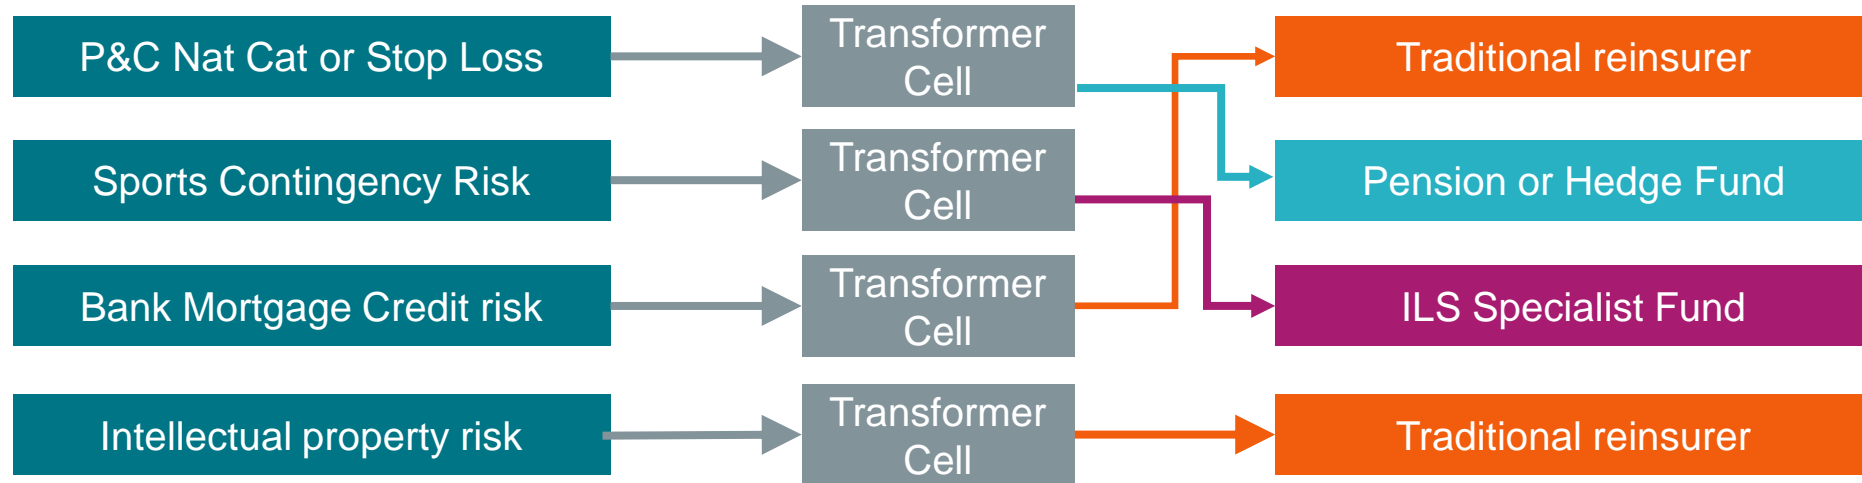 P&C Nat Cat or Stop Loss
Transformer
Cell
Traditional reinsurer
Sports Contingency Risk
Transformer
Cell
Pension or Hedge Fund
Bank Mortgage Credit risk
Transformer
Cell
ILS Specialist Fund
Intellectual property risk
Transformer
Cell
Traditional reinsurer